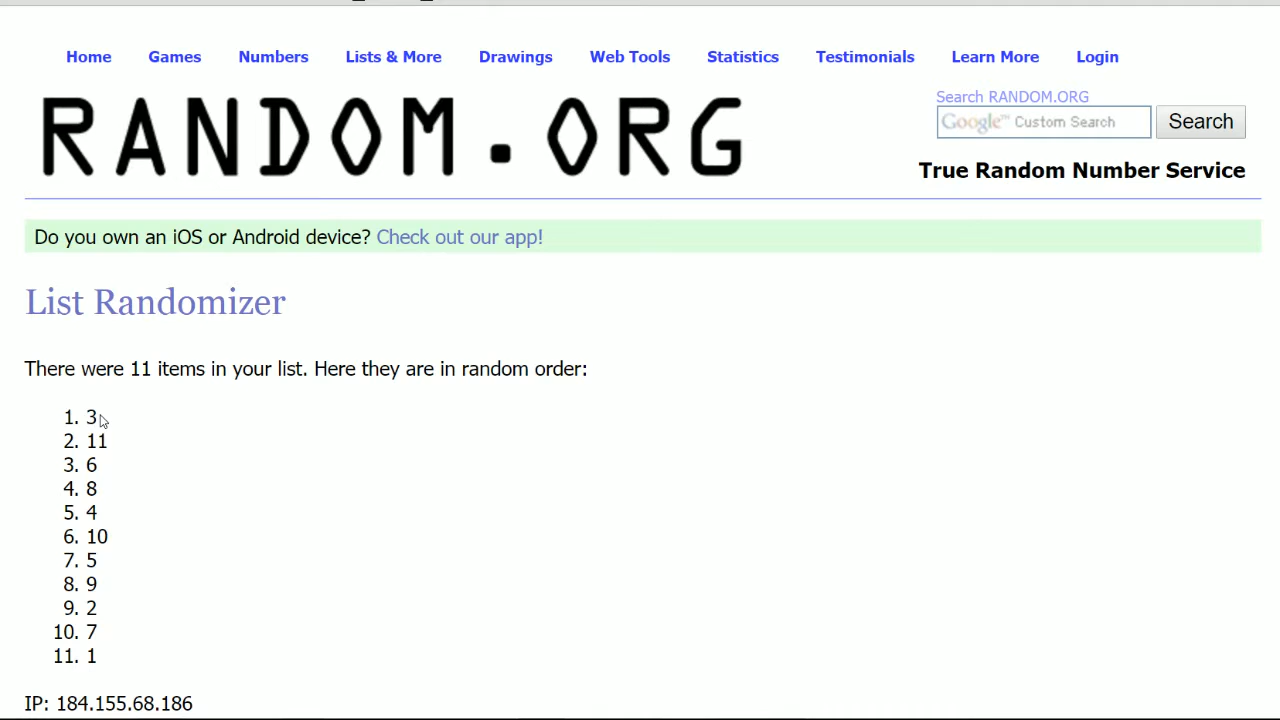 Home Games Numbers Lists & More Drawings Web Tools Statistics Testimonials Learn More Login
RANDOM.ORG
Search RANDOM.ORG
Google™ Custom Search Search
True Random Number Service
Do you own an iOS or Android device? Check out our app!
List Randomizer
There were 11 items in your list. Here they are in random order:
1. 3
2. 11
3. 6
4. 8
5. 4
6. 10
7. 5
8. 9
9. 2
10. 7
11. 1
IP: 184.155.68.186